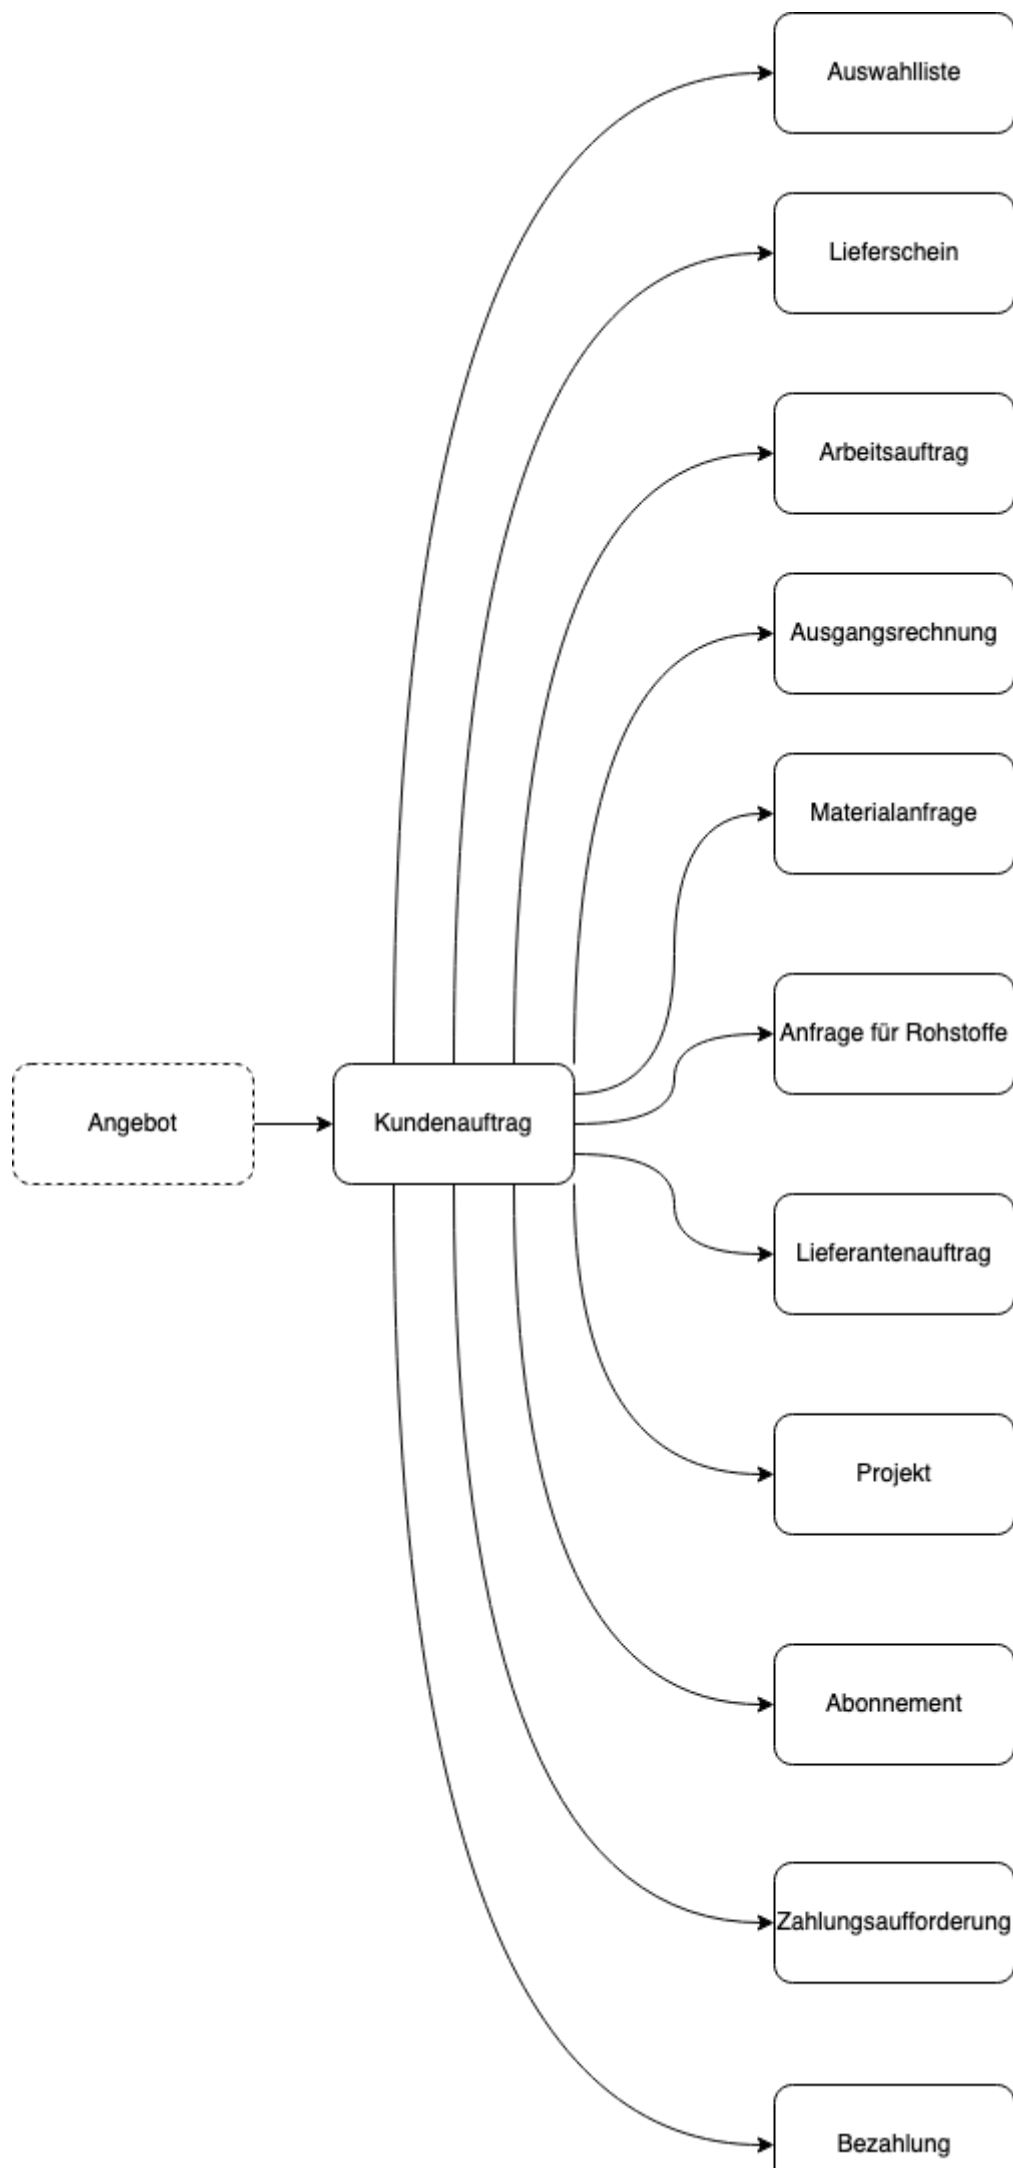 Auswahlliste
Lieferschein
Arbeitsauftrag
Ausgangsrechnung
Materialanfrage
Anfrage für Rohstoffe
Angebot
Kundenauftrag
Lieferantenauftrag
Projekt
Abonnement
Zahlungsaufforderung
Bezahlung